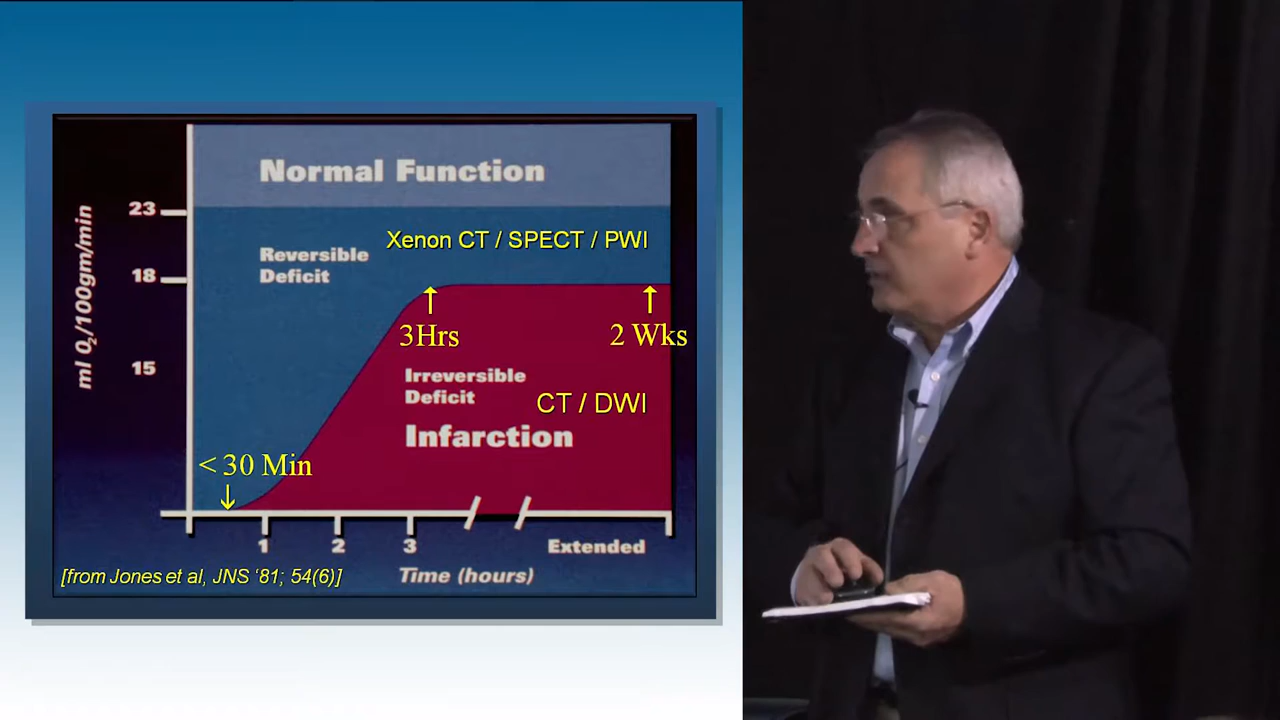 Normal Function
23
Xenon CT / SPECT / PWI
Reversible
Deficit
18
ml O₂/100gm/min
3Hrs
2 Wks
15
Irreversible
Deficit
CT / DWI
Infarction
< 30 Min
1
2
3
Extended
Time (hours)
[from Jones et al, JNS ‘81; 54(6)]